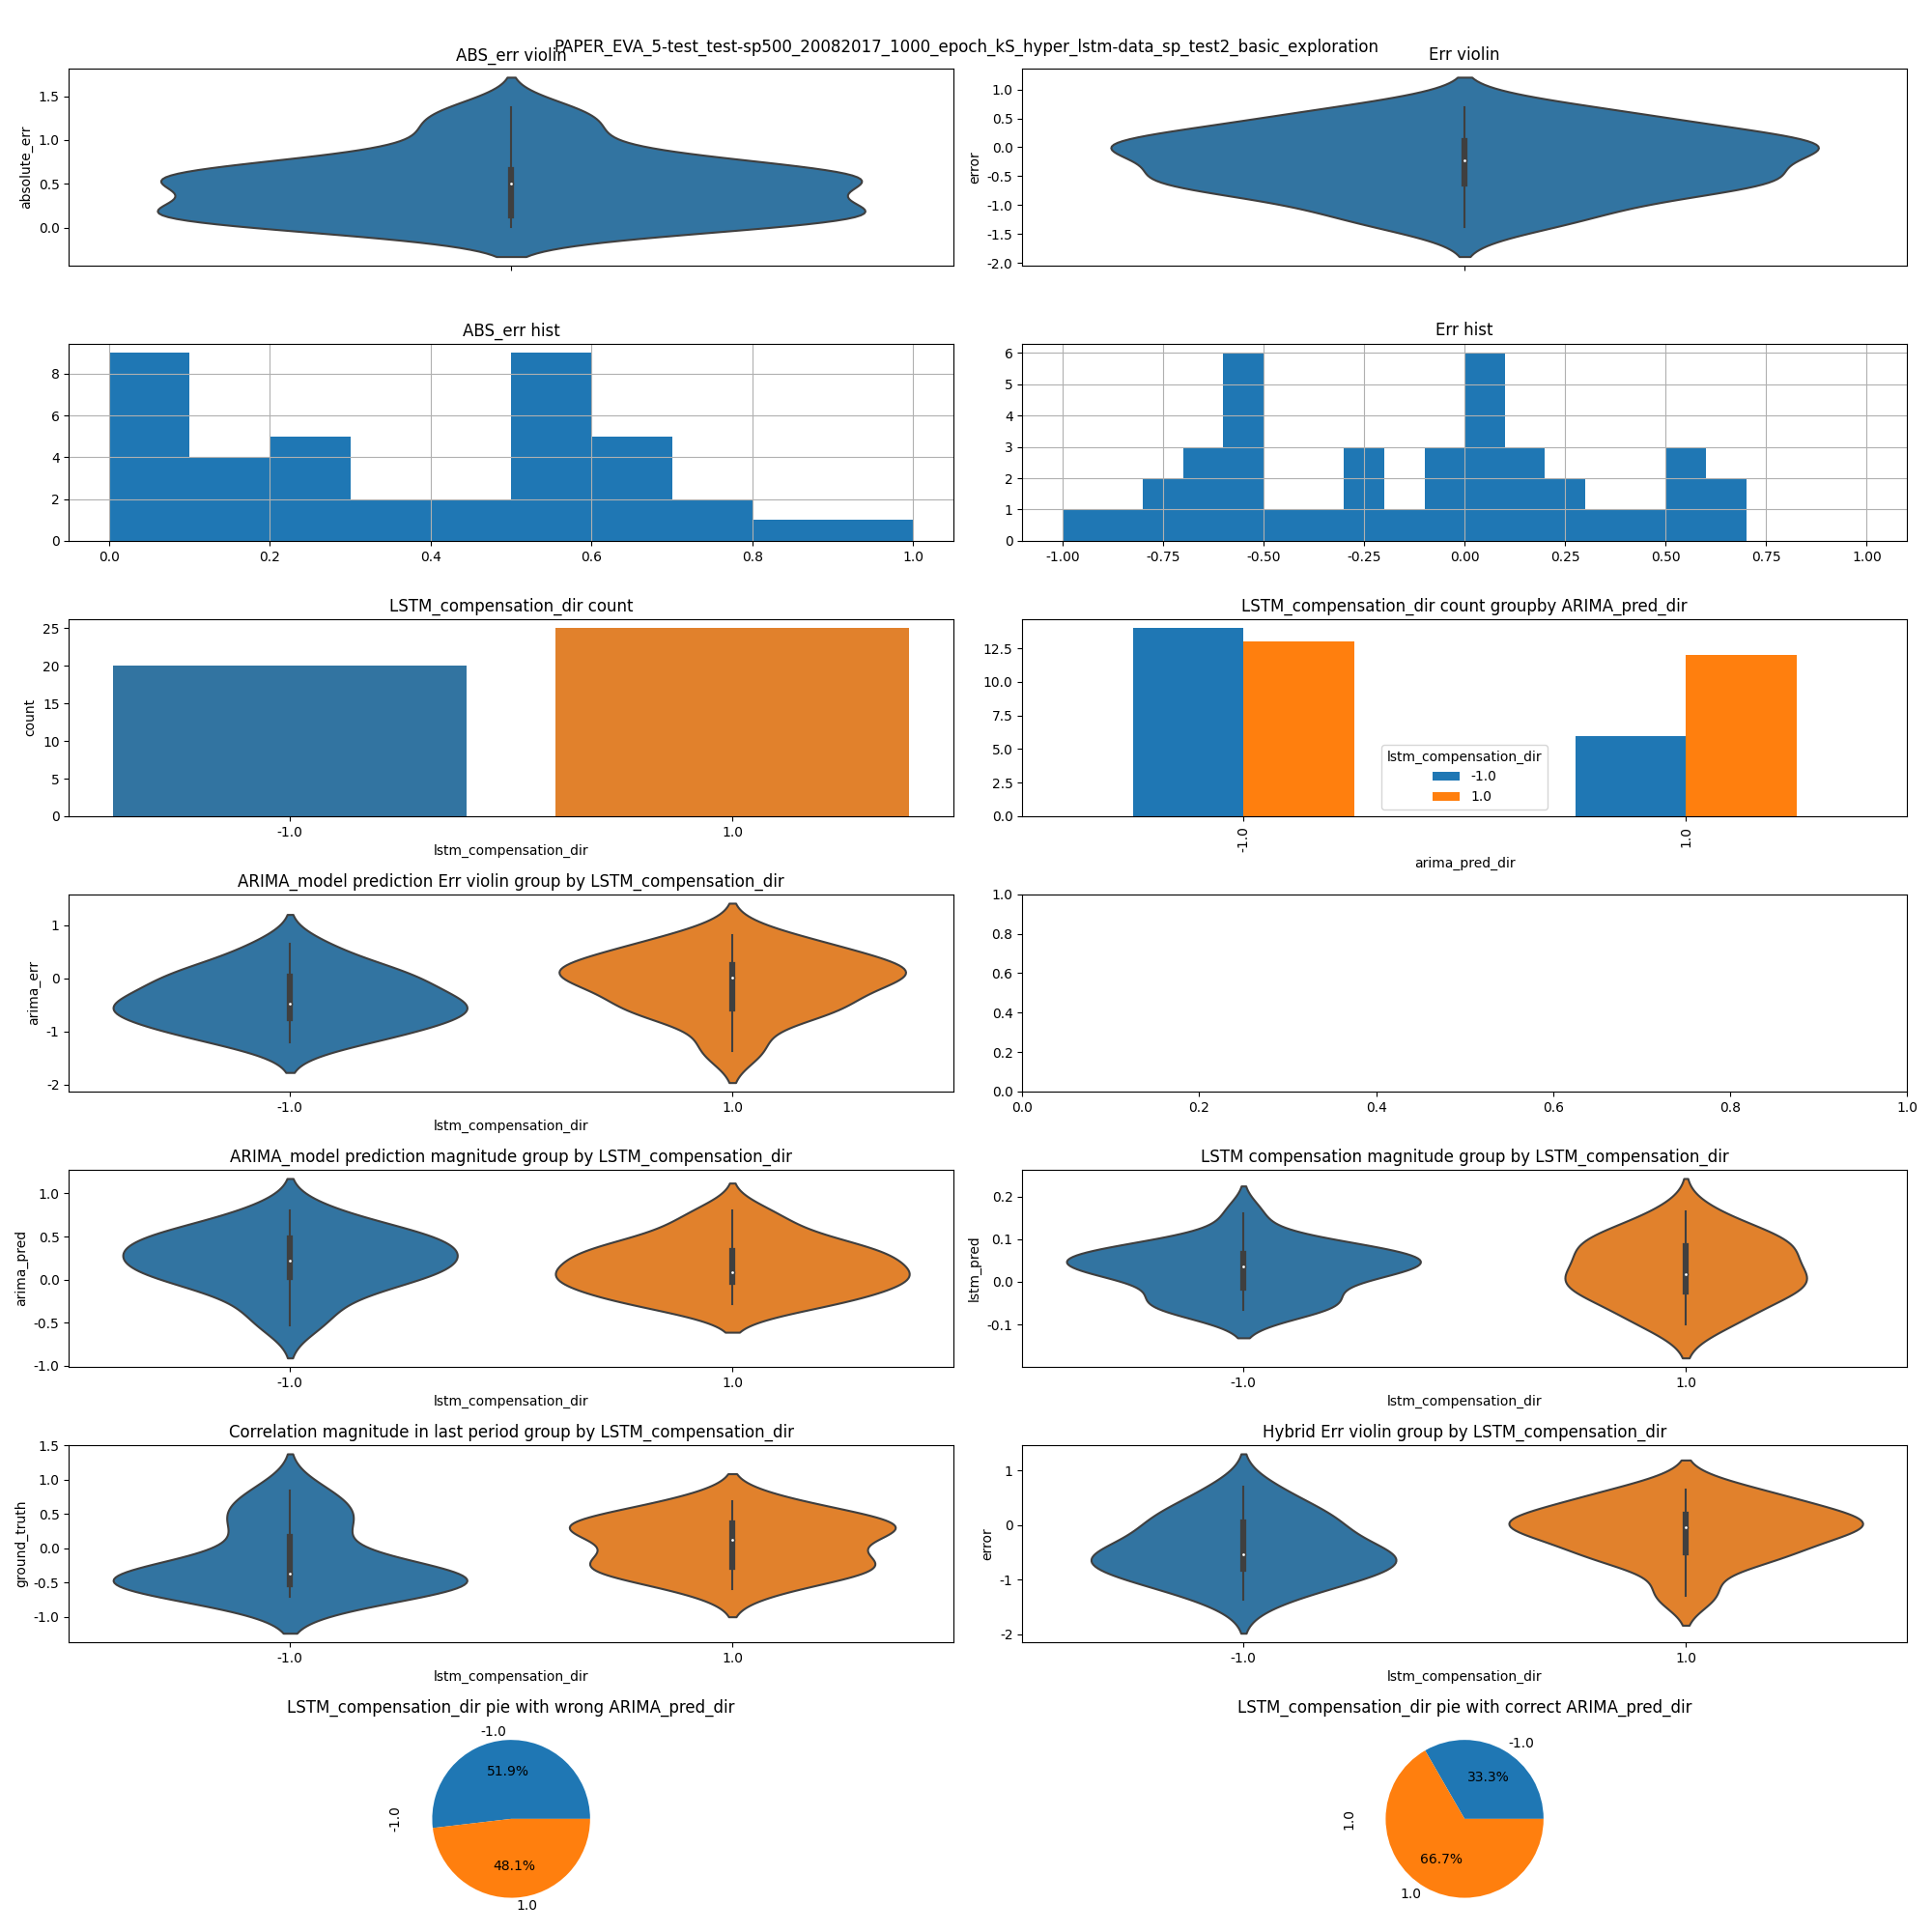 PAPER_EVA_5-test_test-sp500_20082017_1000_epoch_kS_hyper_lstm-data_sp_test2_basic_exploration
ABS_err violin
absolute_err
1.5
1.0
0.5
0.0
Err violin
error
1.0
0.5
0.0
-0.5
-1.0
-1.5
-2.0
ABS_err hist
8
6
4
2
0
0.0 0.2 0.4 0.6 0.8 1.0
Err hist
6
5
4
3
2
1
0
-1.00 -0.75 -0.50 -0.25 0.00 0.25 0.50 0.75 1.00
LSTM_compensation_dir count
count
25
20
15
10
5
0
-1.0 1.0
lstm_compensation_dir
LSTM_compensation_dir count groupby ARIMA_pred_dir
12.5
10.0
7.5
5.0
2.5
0.0
lstm_compensation_dir
-1.0
1.0
-1.0 1.0
arima_pred_dir
ARIMA_model prediction Err violin group by LSTM_compensation_dir
arima_err
1
0
-1
-2
-1.0 1.0
lstm_compensation_dir
1.0
0.8
0.6
0.4
0.2
0.0
0.0 0.2 0.4 0.6 0.8 1.0
ARIMA_model prediction magnitude group by LSTM_compensation_dir
arima_pred
1.0
0.5
0.0
-0.5
-1.0
-1.0 1.0
lstm_compensation_dir
LSTM compensation magnitude group by LSTM_compensation_dir
lstm_pred
0.2
0.1
0.0
-0.1
-1.0 1.0
lstm_compensation_dir
Correlation magnitude in last period group by LSTM_compensation_dir
ground_truth
1.5
1.0
0.5
0.0
-0.5
-1.0
-1.0 1.0
lstm_compensation_dir
Hybrid Err violin group by LSTM_compensation_dir
error
1
0
-1
-2
-1.0 1.0
lstm_compensation_dir
LSTM_compensation_dir pie with wrong ARIMA_pred_dir
-1.0
51.9%
-1.0
48.1%
1.0
LSTM_compensation_dir pie with correct ARIMA_pred_dir
-1.0
33.3%
1.0
66.7%
1.0